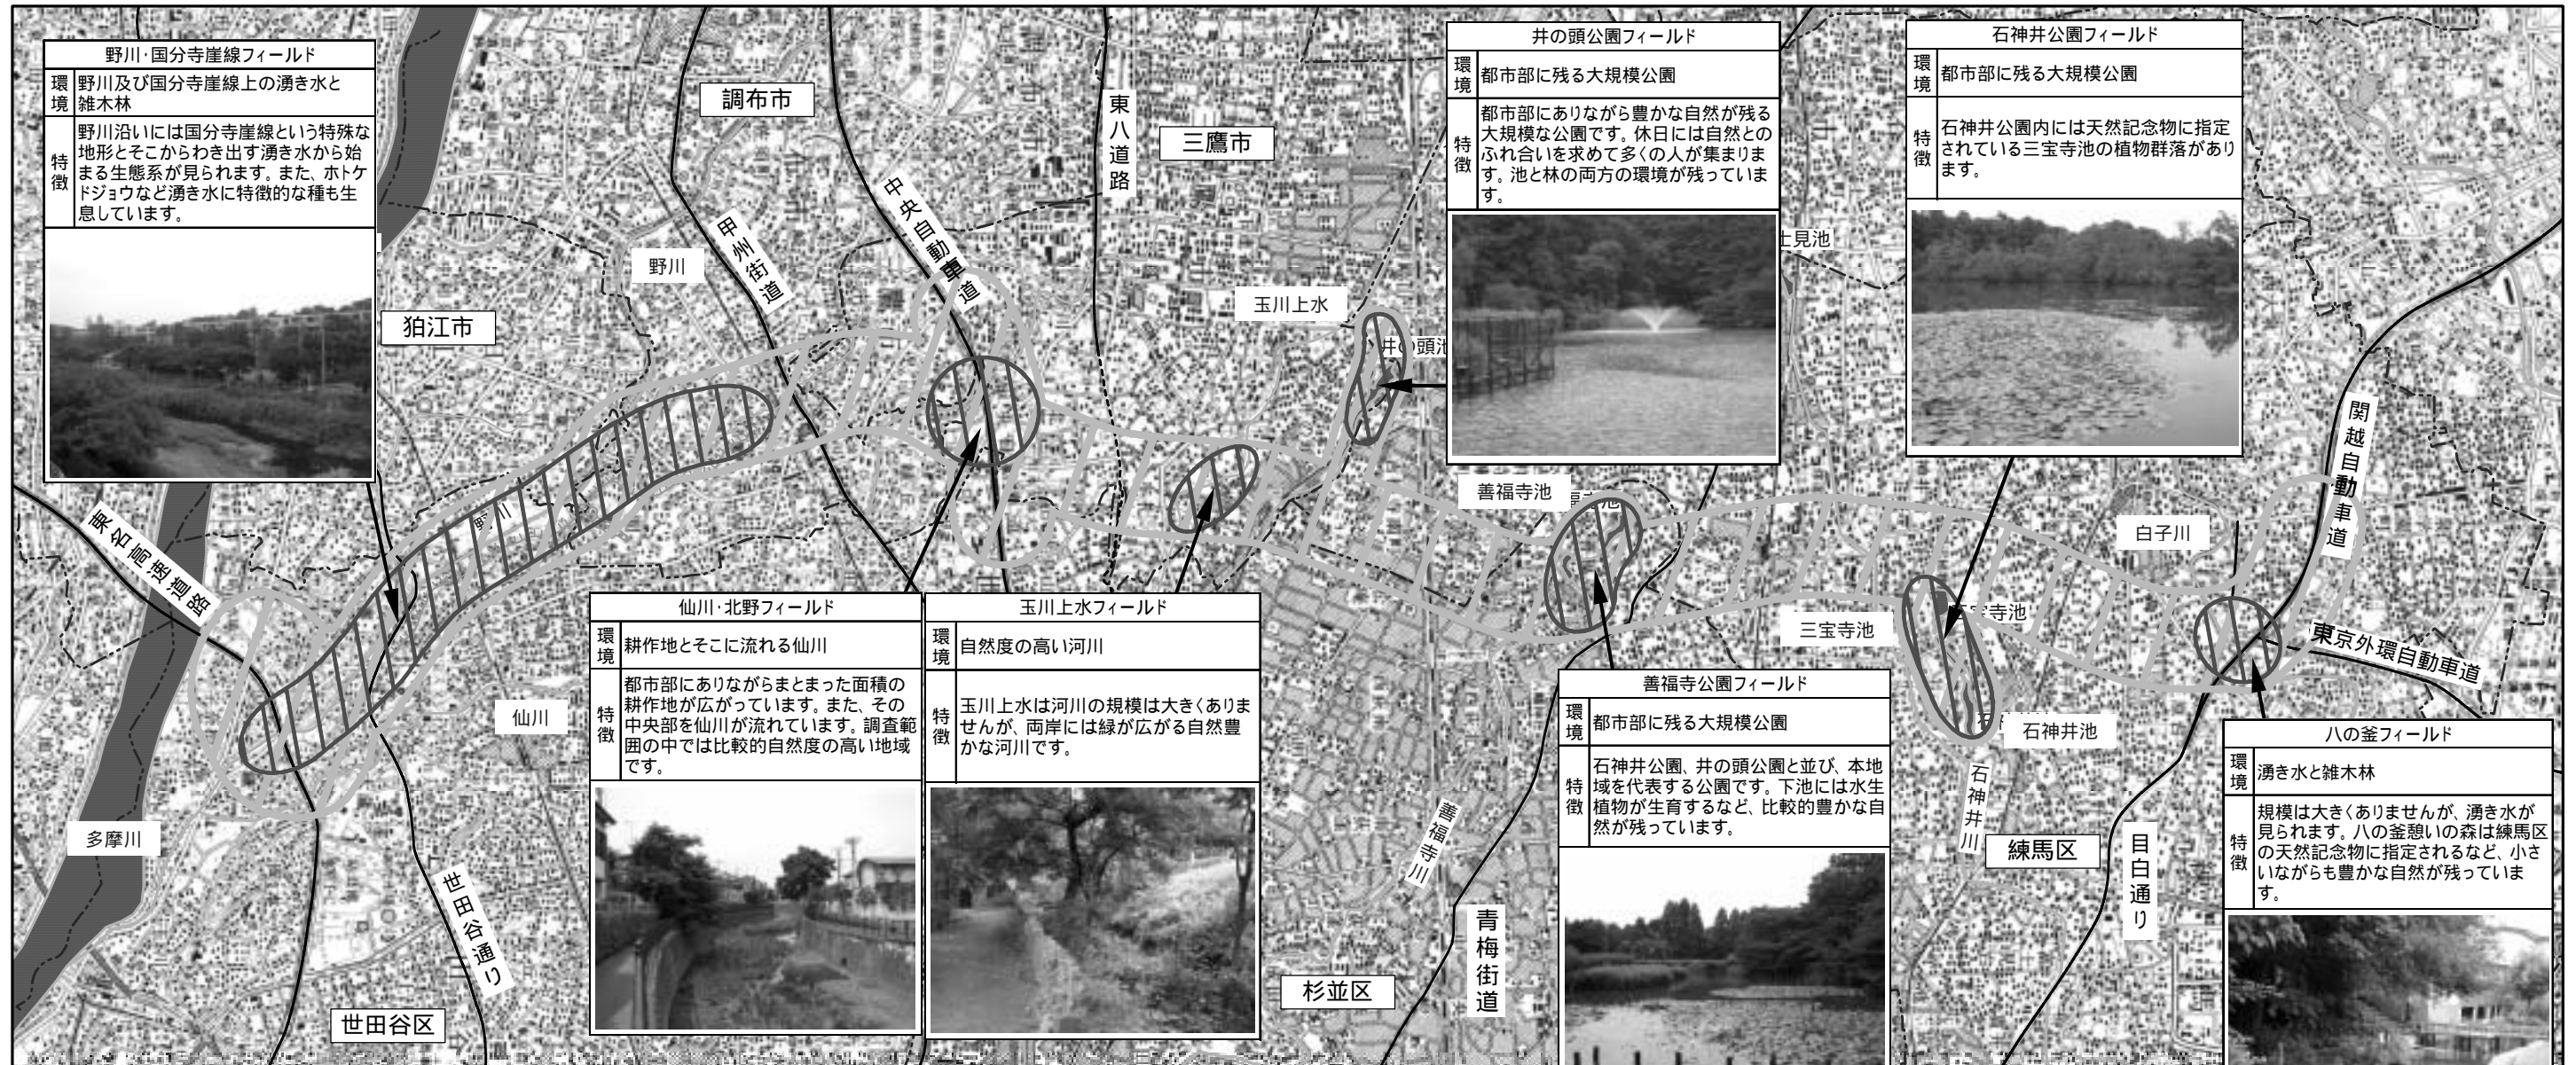 野川・国分寺崖線フィールド
環境
野川及び国分寺崖線上の湧き水と
雑木林
特徴
野川沿いには国分寺崖線という特殊な
地形とそこからわき出す湧き水から始
まる生態系が見られます。また、ホトケ
ドジョウなど湧き水に特徴的な種も生
息しています。
井の頭公園フィールド
環境
都市部に残る大規模公園
特徴
都市部にありながら豊かな自然が残る
大規模な公園です。休日には自然との
ふれ合いを求めて多くの人が集まりま
す。池と林の両方の環境が残っていま
す。
石神井公園フィールド
環境
都市部に残る大規模公園
特徴
石神井公園内には天然記念物に指定
されている三宝寺池の植物群落があり
ます。
調布市
三鷹市
東八道路
中央自動車道
甲州街道
野川
狛江市
玉川上水
井の頭池
士見池
関越自動車道
善福寺池
福寺池
白子川
野川
東名高速道路
三宝寺池
三宝寺池
東京外環自動車道
仙川・北野フィールド
環境
耕作地とそこに流れる仙川
特徴
都市部にありながらまとまった面積の
耕作地が広がっています。また、その
中央部を仙川が流れています。調査範
囲の中では比較的自然度の高い地域
です。
玉川上水フィールド
環境
自然度の高い河川
特徴
玉川上水は河川の規模は大きくありま
せんが、両岸には緑が広がる自然豊
かな河川です。
善福寺公園フィールド
環境
都市部に残る大規模公園
特徴
石神井公園、井の頭公園と並び、本地
域を代表する公園です。下池には水生
植物が生育するなど、比較的豊かな自
然が残っています。
八の釜フィールド
環境
湧き水と雑木林
特徴
規模は大きくありませんが、湧き水が
見られます。八の釜憩いの森は練馬区
の天然記念物に指定されるなど、小さ
いながらも豊かな自然が残っていま
す。
仙川
石神井池
石神井川
多摩川
善福寺川
練馬区
目白通り
世田谷通り
青梅街道
杉並区
世田谷区